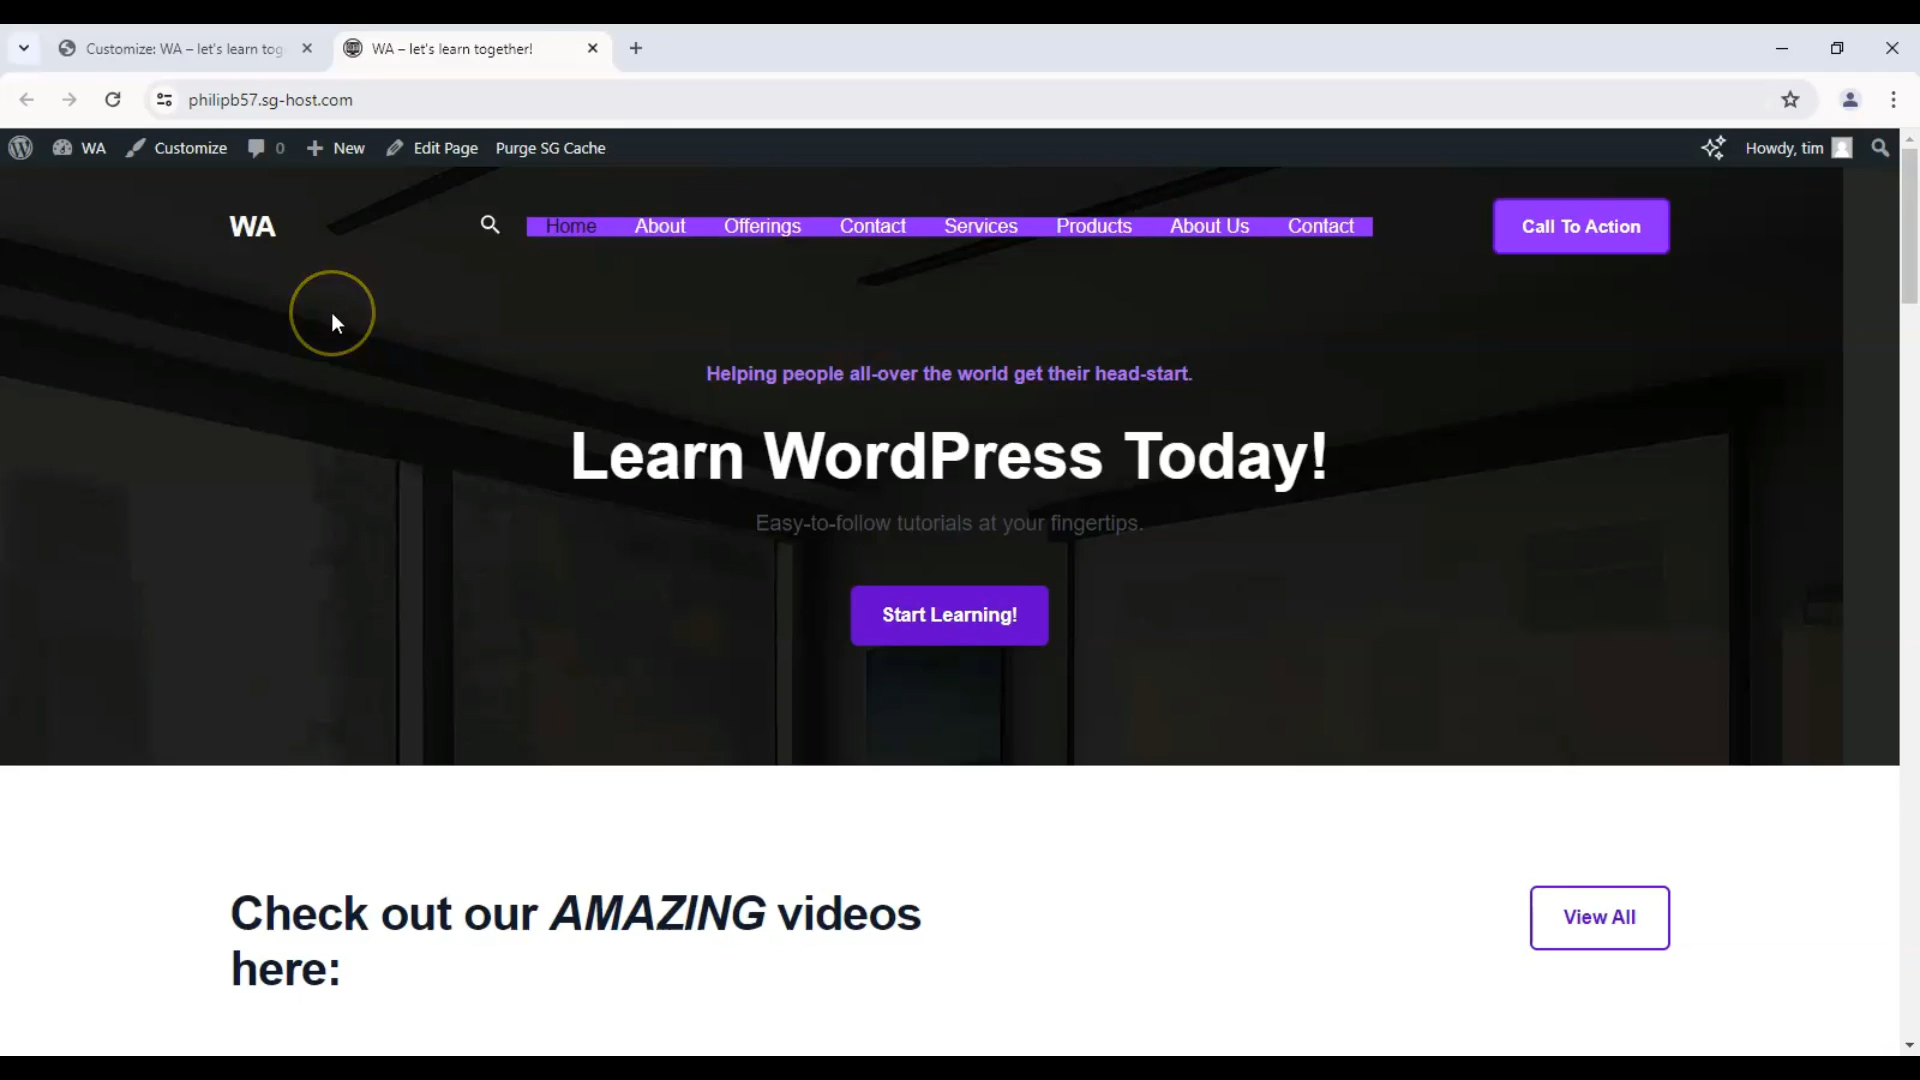 Customize: WA – let's learn tog
WA – let's learn together!
philipb57.sg-host.com
WA Customize 0 New Edit Page Purge SG Cache Howdy, tim
WA Home About Offerings Contact Services Products About Us Contact Call To Action
Helping people all-over the world get their head-start.
Learn WordPress Today!
Easy-to-follow tutorials at your fingertips.
Start Learning!
Check out our AMAZING videos
here:
View All